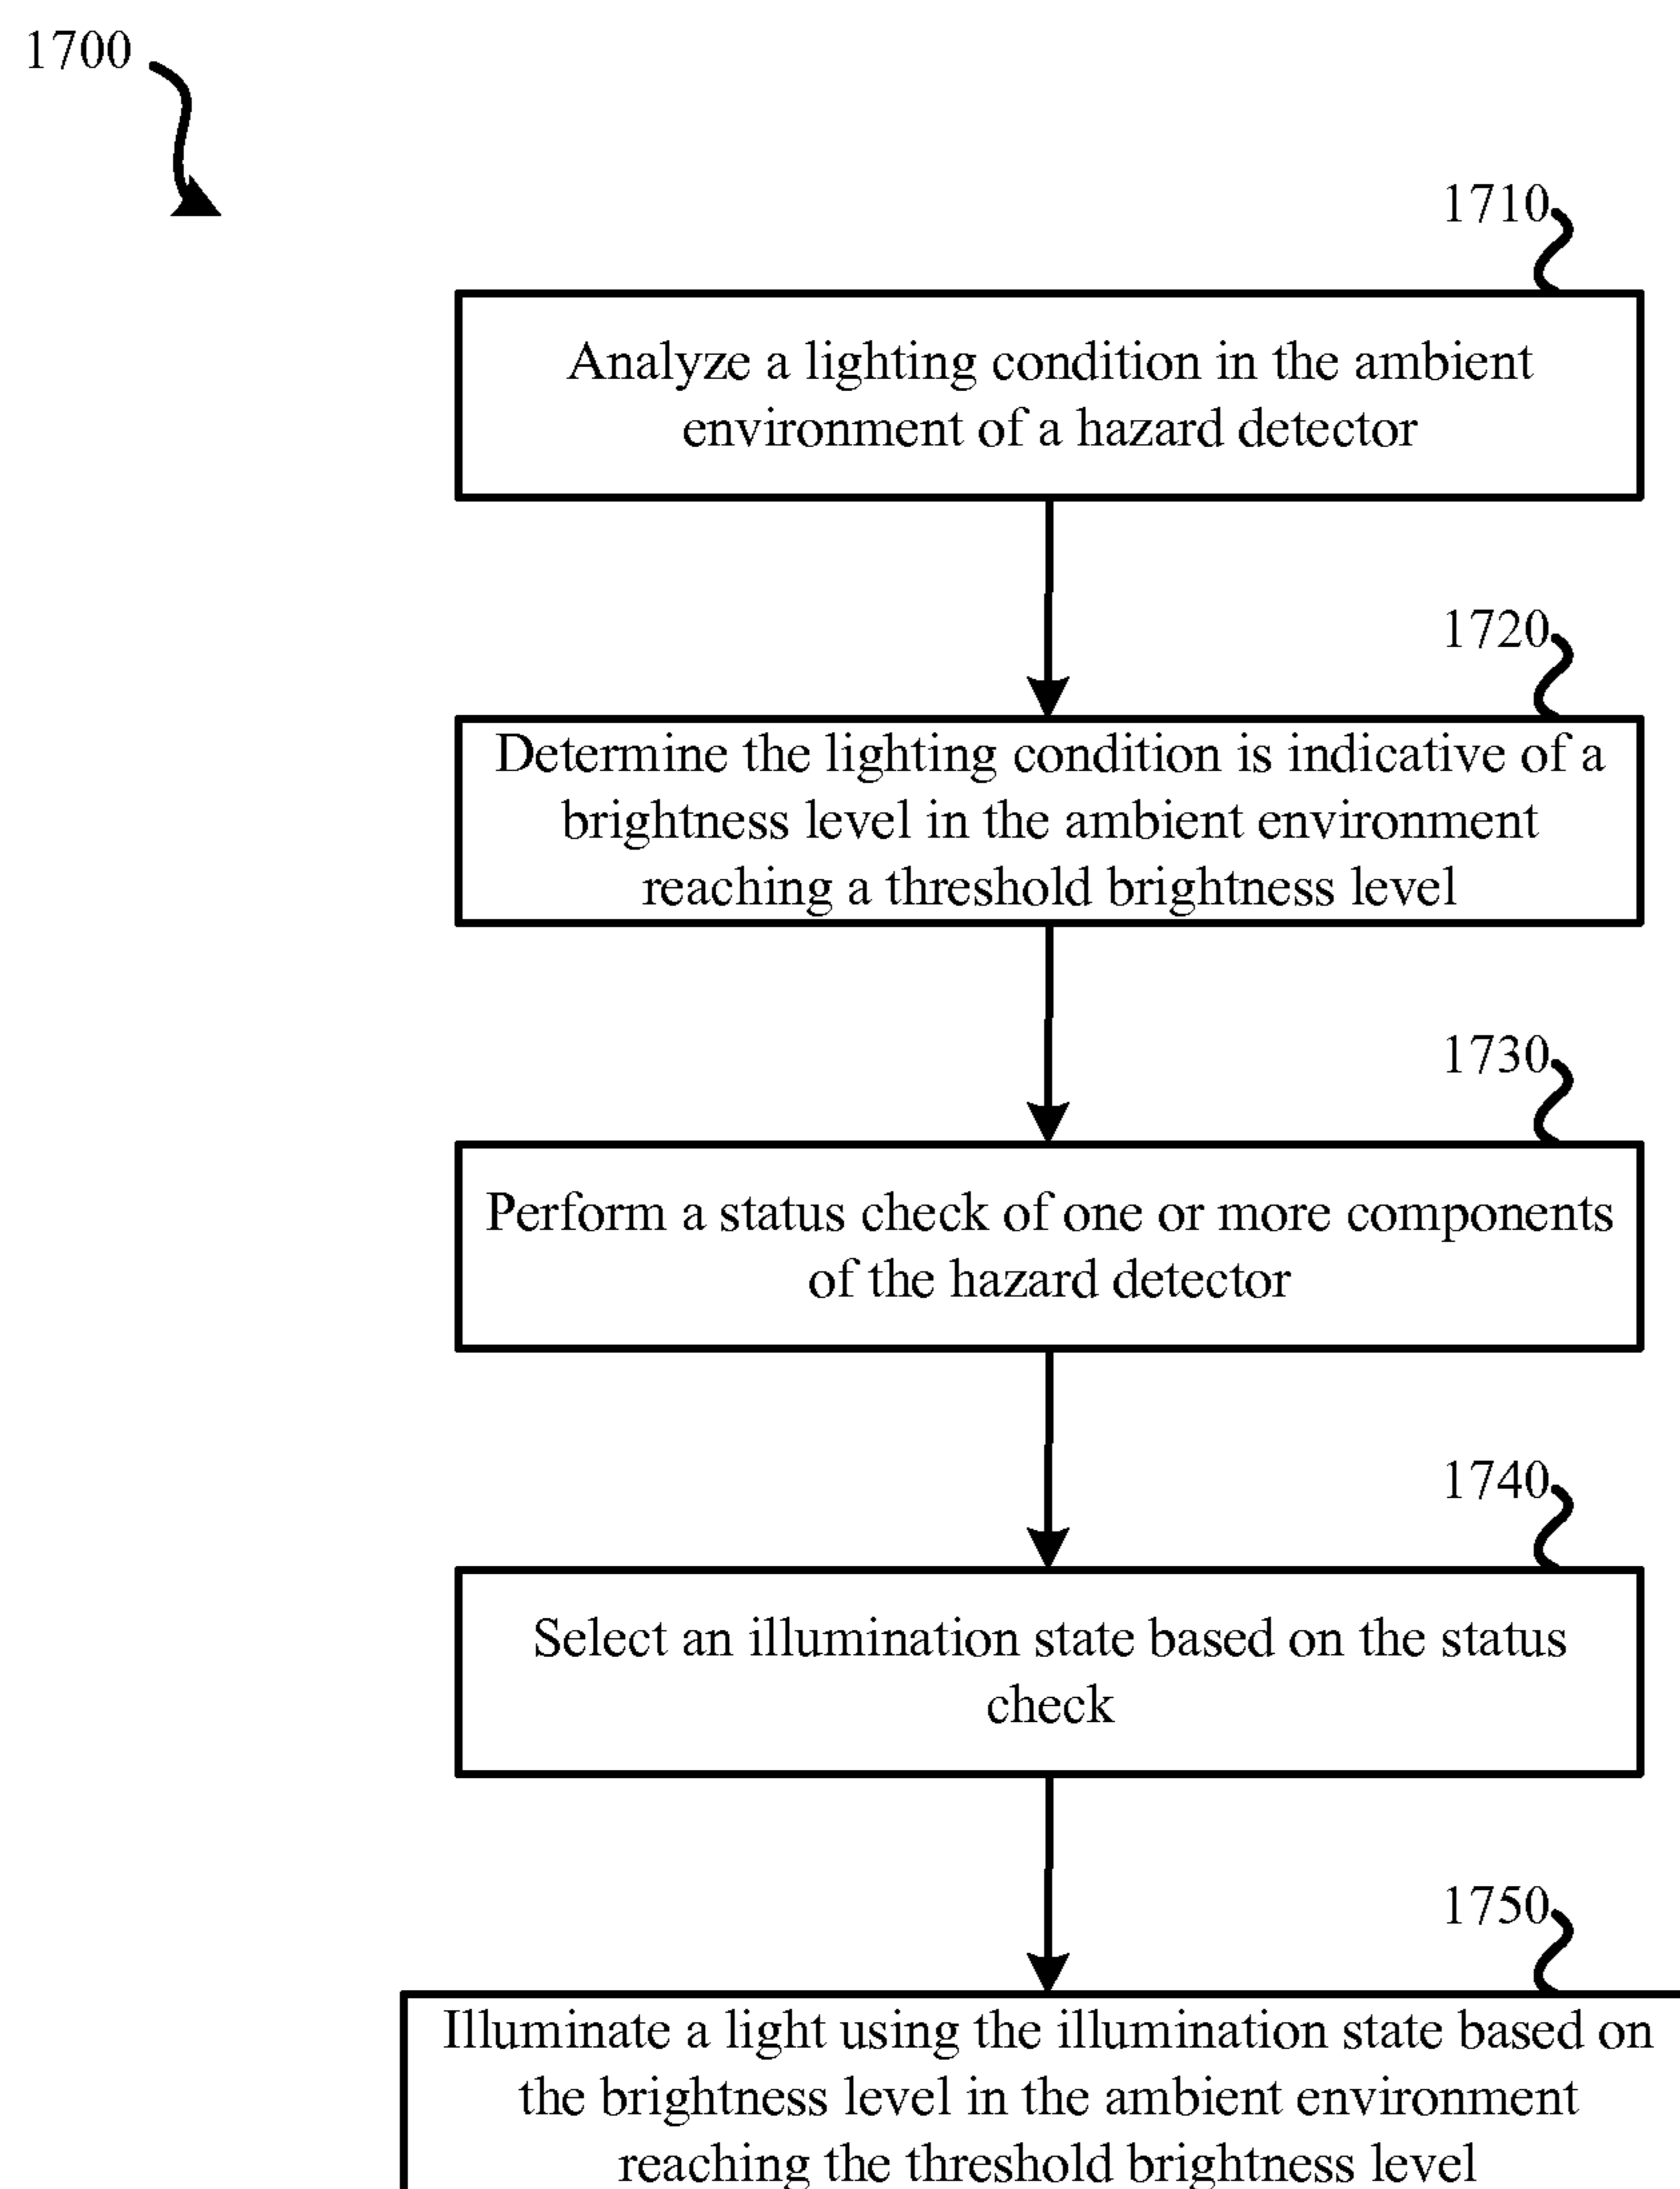 1700
1710
Analyze a lighting condition in the ambient
environment of a hazard detector
1720
Determine the lighting condition is indicative of a
brightness level in the ambient environment
reaching a threshold brightness level
1730
Perform a status check of one or more components
of the hazard detector
1740
Select an illumination state based on the status
check
1750
Illuminate a light using the illumination state based on
the brightness level in the ambient environment
reaching the threshold brightness level